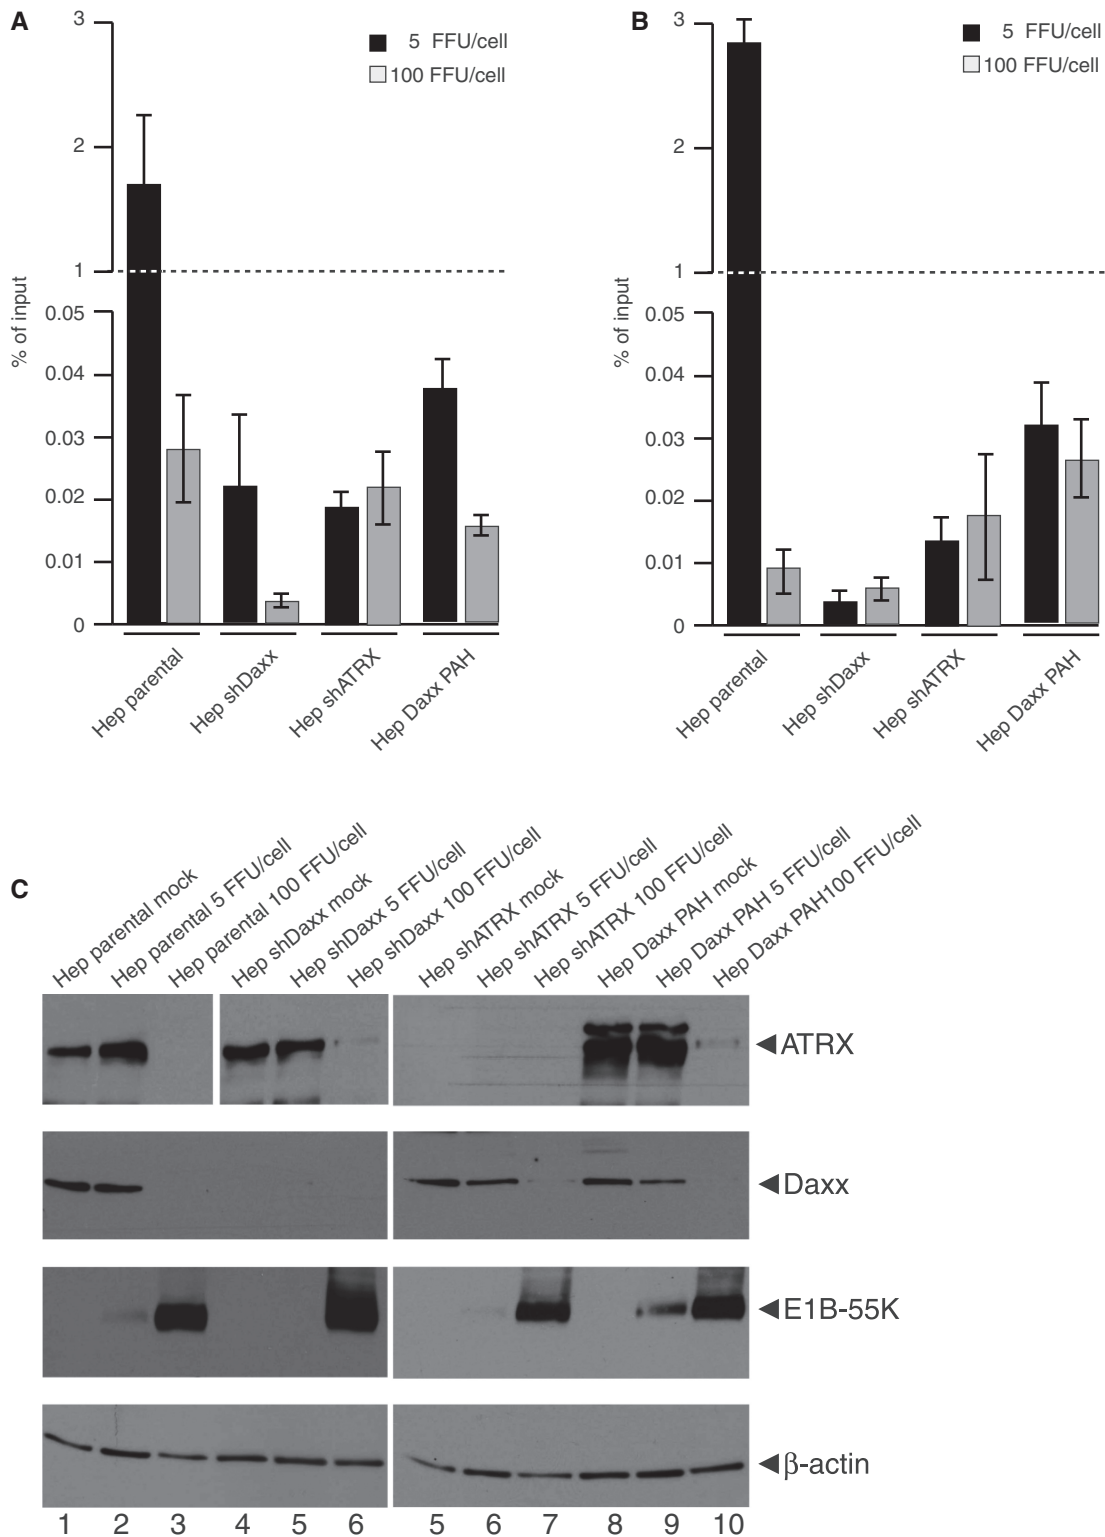 A
3
2
1
0.05
0.04
0.03
0.02
0.01
0
% of input
5 FFU/cell
100 FFU/cell
Hep parental
Hep shDaxx
Hep shATRX
Hep Daxx PAH
B
3
2
1
0.05
0.04
0.03
0.02
0.01
0
% of input
5 FFU/cell
100 FFU/cell
Hep parental
Hep shDaxx
Hep shATRX
Hep Daxx PAH
C
Hep parental mock
Hep parental 5 FFU/cell
Hep parental 100 FFU/cell
Hep shDaxx mock
Hep shDaxx 5 FFU/cell
Hep shDaxx 100 FFU/cell
Hep shATRX mock
Hep shATRX 5 FFU/cell
Hep shATRX 100 FFU/cell
Hep Daxx PAH mock
Hep Daxx PAH 5 FFU/cell
Hep Daxx PAH100 FFU/cell
ATRX
Daxx
E1B-55K
β-actin
1 2 3 4 5 6 5 6 7 8 9 10